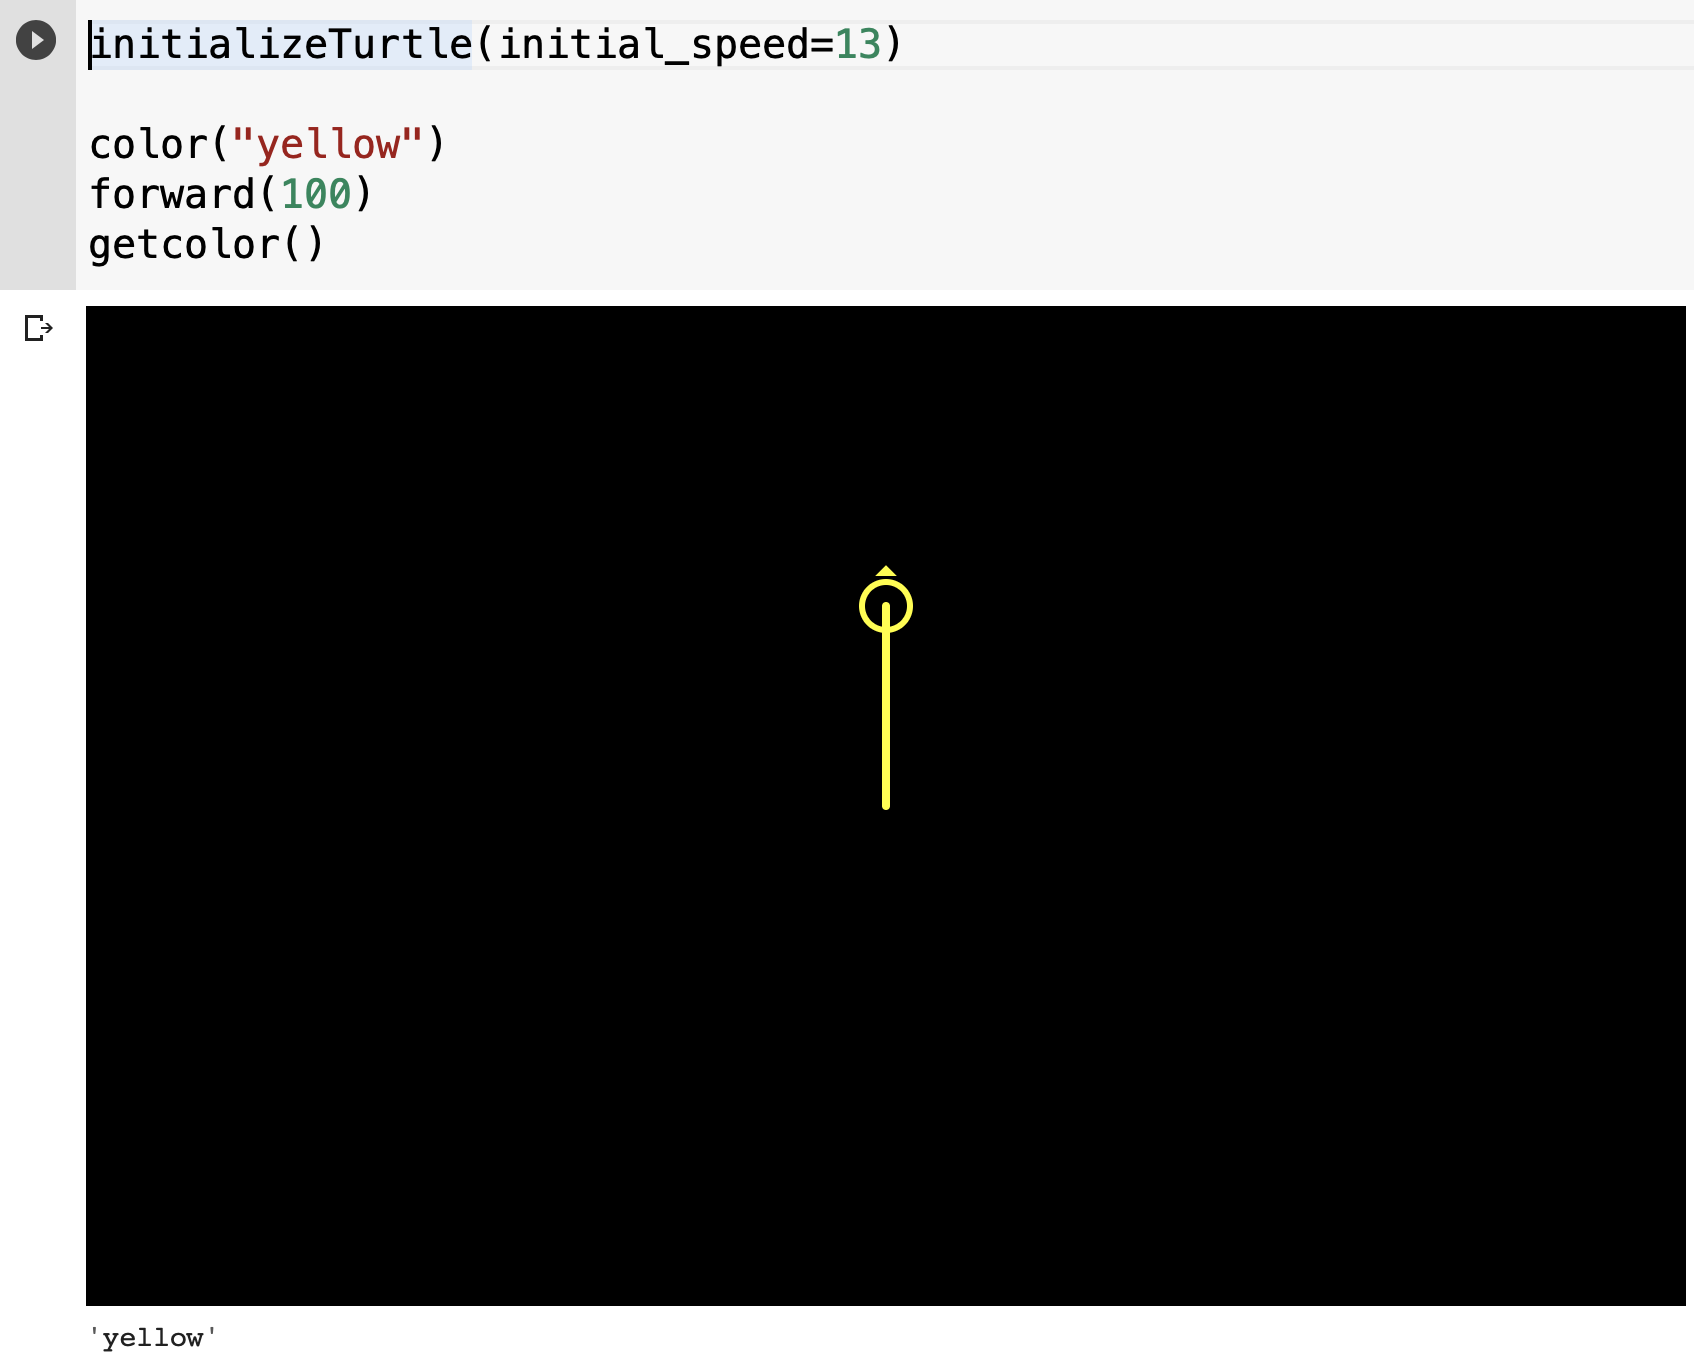 initializeTurtle(initial_speed=13)
color("yellow")
forward(100)
getcolor()
'yellow'